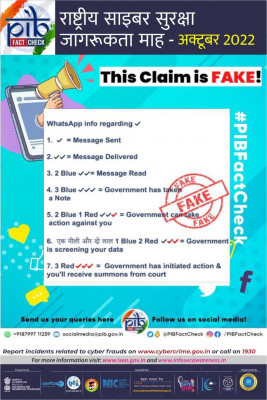 pib
FACT CHECK
राष्ट्रीय साइबर सुरक्षा
जागरूकता माह - अक्टूबर 2022
This Claim is FAKE!
WhatsApp info regarding ✓
1. ✓ = Message Sent
2. ✓✓ = Message Delivered
3. 2 Blue ✓✓= Message Read
4. 3 Blue ✓✓✓ = Government has taken
a Note
5. 2 Blue 1 Red ✓✓✓ = Government can take
action against you
6. एक नीली और दो लाल 1 Blue 2 Red ✓✓✓ = Government
is screening your data
7. 3 Red ✓✓✓ = Government has initiated action &
you'll receive summons from court
FAKE
FAKE
FAKE
#PIBFactCheck
Send us your queries here
pib
Follow us on social media!
+918799711259
socialmedia@pib.gov.in
@PIBFactCheck
/PIBFactCheck
Report incidents related to cyber frauds on www.cybercrime.gov.in or call on 1930
For more information visit: www.isea.gov.in and www.infosecawareness.in
NIC